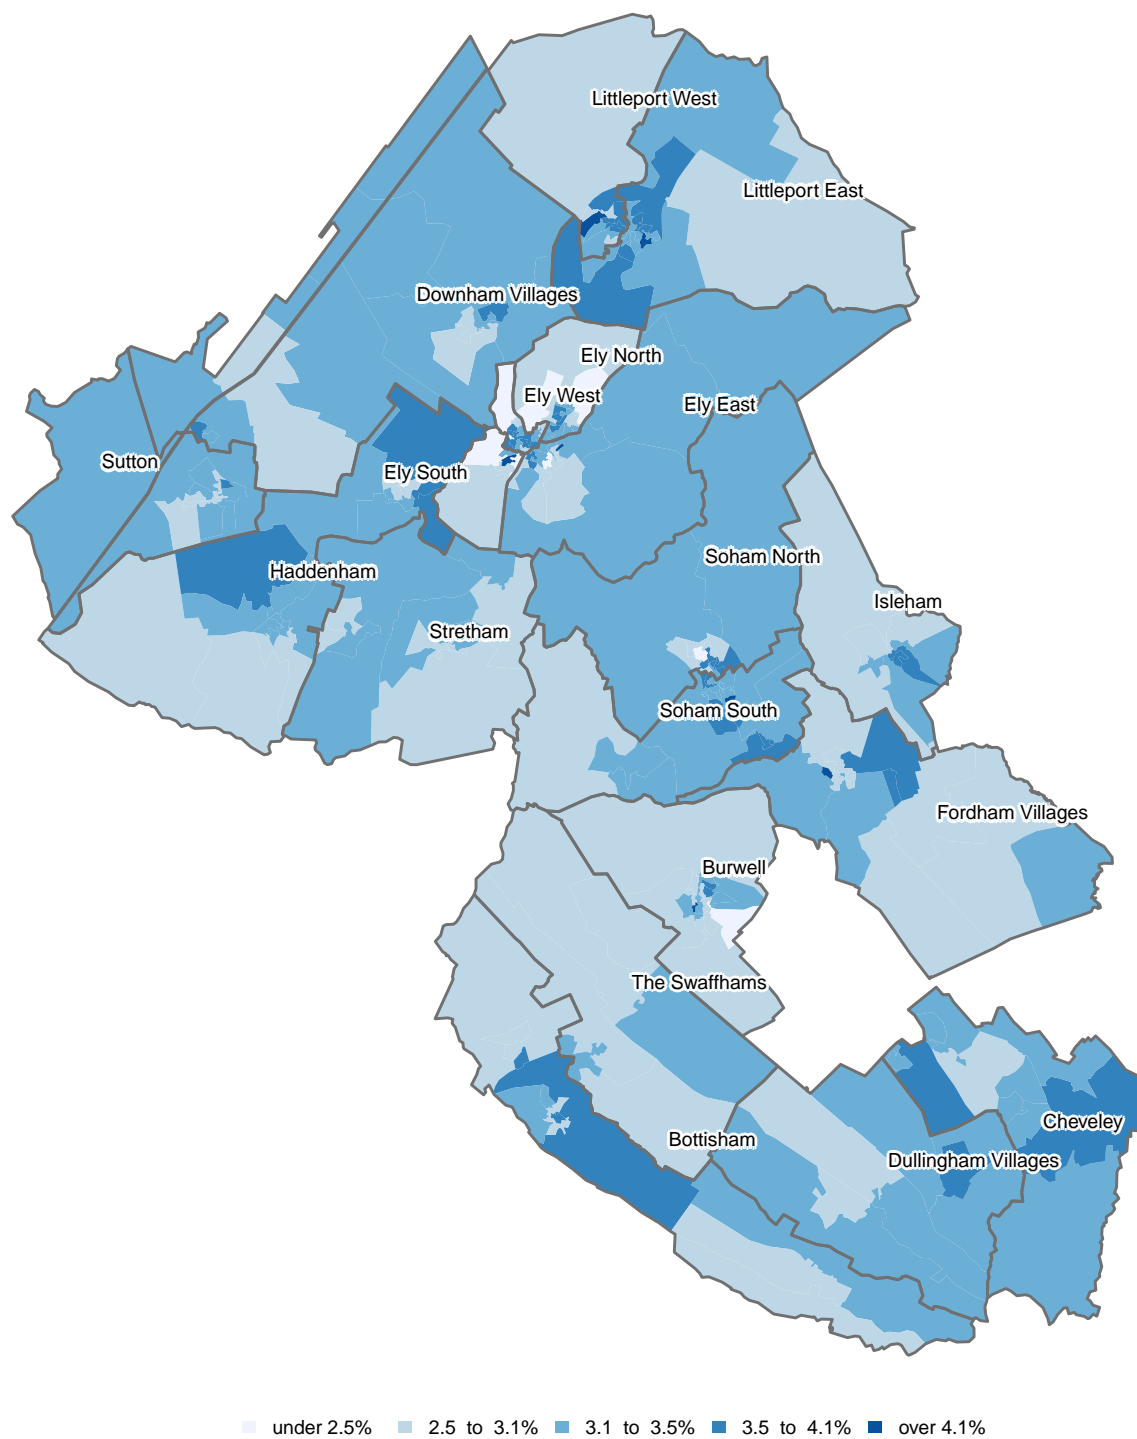 Littleport West
Littleport East
Downham Villages
Ely North
Ely West
Ely East
Sutton
Ely South
Soham North
Haddenham
Isleham
Stretham
Soham South
Fordham Villages
Burwell
The Swaffhams
Cheveley
Bottisham
Dullingham Villages
under 2.5% 2.5 to 3.1% 3.1 to 3.5% 3.5 to 4.1% over 4.1%